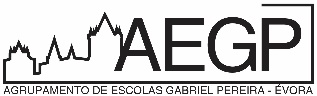 AEGP
AGRUPAMENTO DE ESCOLAS GABRIEL PEREIRA - ÉVORA